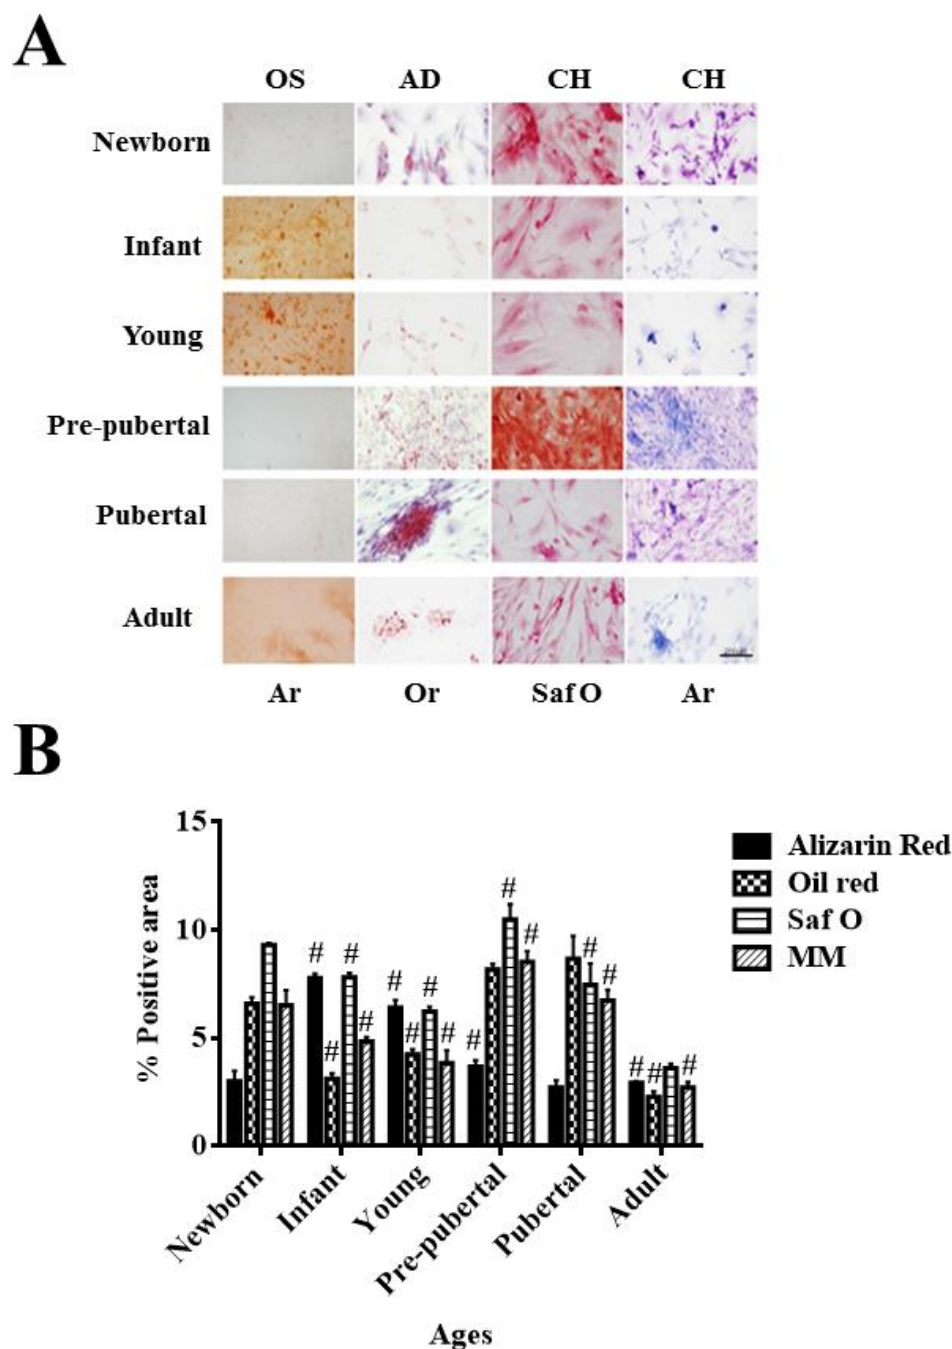 A
OS AD CH CH
Newborn
Infant
Young
Pre-pubertal
Pubertal
Adult
Ar Or Saf O Ar
B
15
10
5
0
% Positive area
# # # # # # # # # # # # # # # #
Alizarin Red
Oil red
Saf O
MM
Newborn Infant Young Pre-pubertal Pubertal Adult
Ages